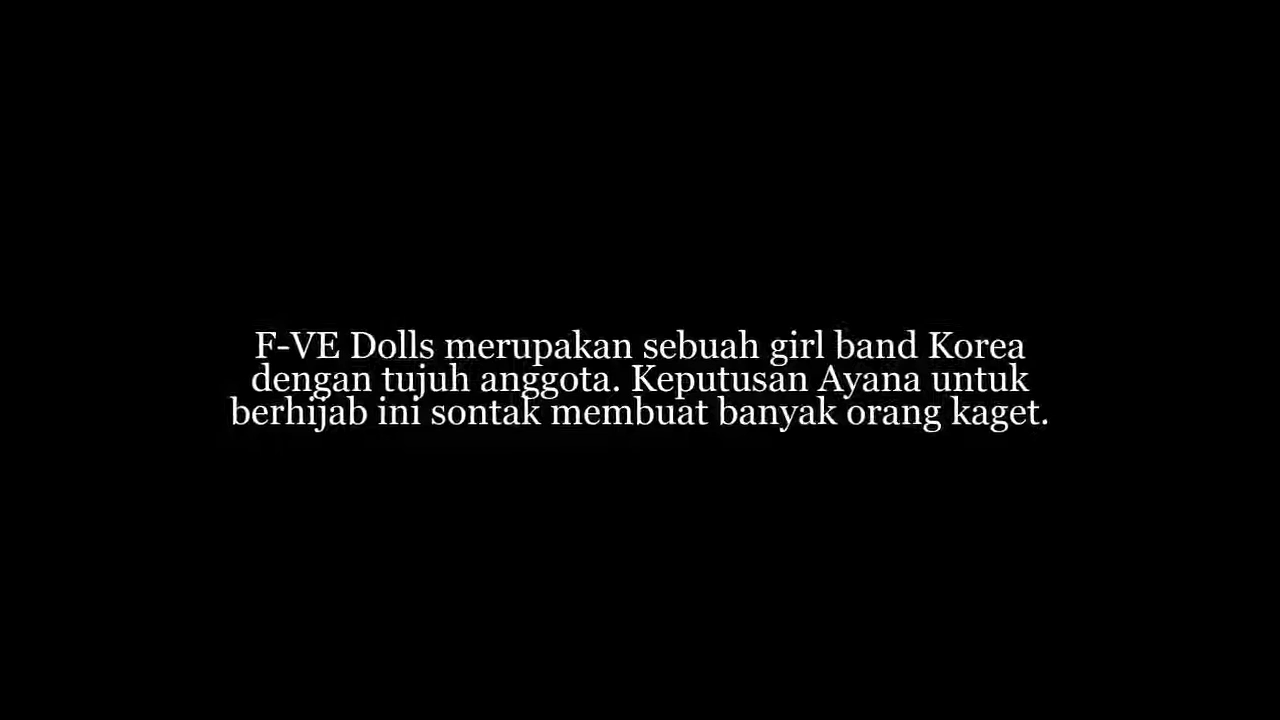 F-VE Dolls merupakan sebuah girl band Korea
dengan tujuh anggota. Keputusan Ayana untuk
berhijab ini sontak membuat banyak orang kaget.